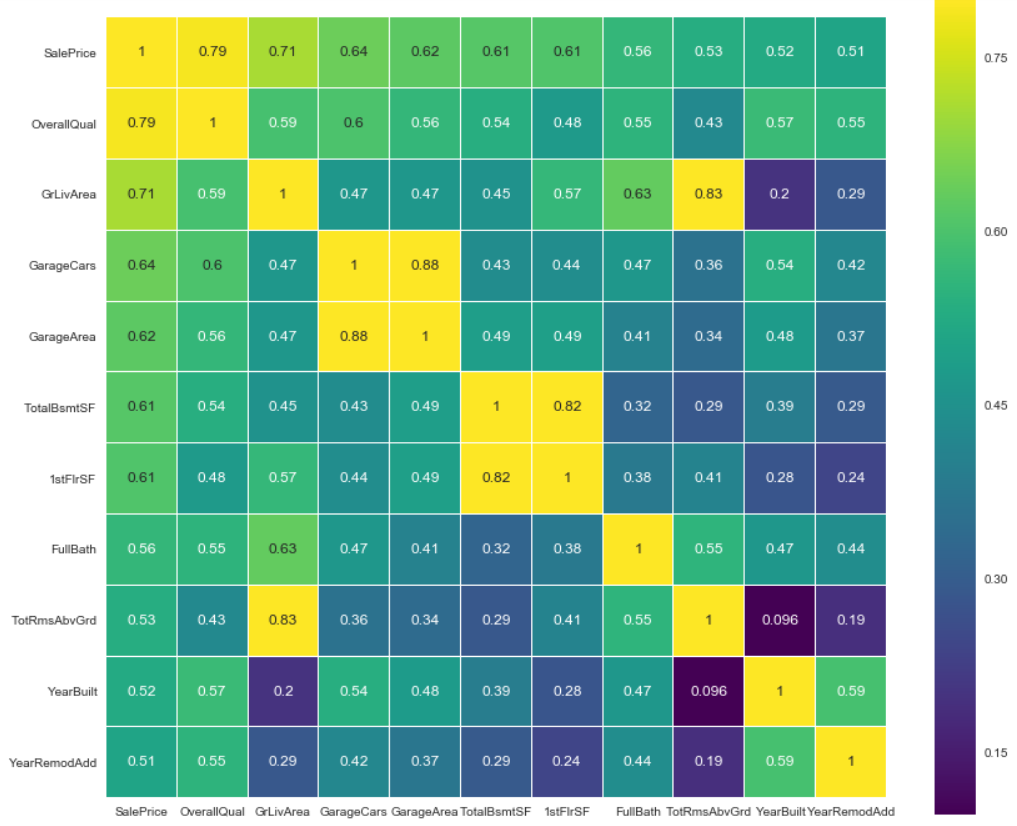 SalePrice 1 0.79 0.71 0.64 0.62 0.61 0.61 0.56 0.53 0.52 0.51
OverallQual 0.79 1 0.59 0.6 0.56 0.54 0.48 0.55 0.43 0.57 0.55
GrLivArea 0.71 0.59 1 0.47 0.47 0.45 0.57 0.63 0.83 0.2 0.29
GarageCars 0.64 0.6 0.47 1 0.88 0.43 0.44 0.47 0.36 0.54 0.42
GarageArea 0.62 0.56 0.47 0.88 1 0.49 0.49 0.41 0.34 0.48 0.37
TotalBsmtSF 0.61 0.54 0.45 0.43 0.49 1 0.82 0.32 0.29 0.39 0.29
1stFlrSF 0.61 0.48 0.57 0.44 0.49 0.82 1 0.38 0.41 0.28 0.24
FullBath 0.56 0.55 0.63 0.47 0.41 0.32 0.38 1 0.55 0.47 0.44
TotRmsAbvGrd 0.53 0.43 0.83 0.36 0.34 0.29 0.41 0.55 1 0.096 0.19
YearBuilt 0.52 0.57 0.2 0.54 0.48 0.39 0.28 0.47 0.096 1 0.59
YearRemodAdd 0.51 0.55 0.29 0.42 0.37 0.29 0.24 0.44 0.19 0.59 1
SalePrice OverallQual GrLivArea GarageCars GarageArea TotalBsmtSF 1stFlrSF FullBath TotRmsAbvGrd YearBuilt YearRemodAdd
0.75
0.60
0.45
0.30
0.15